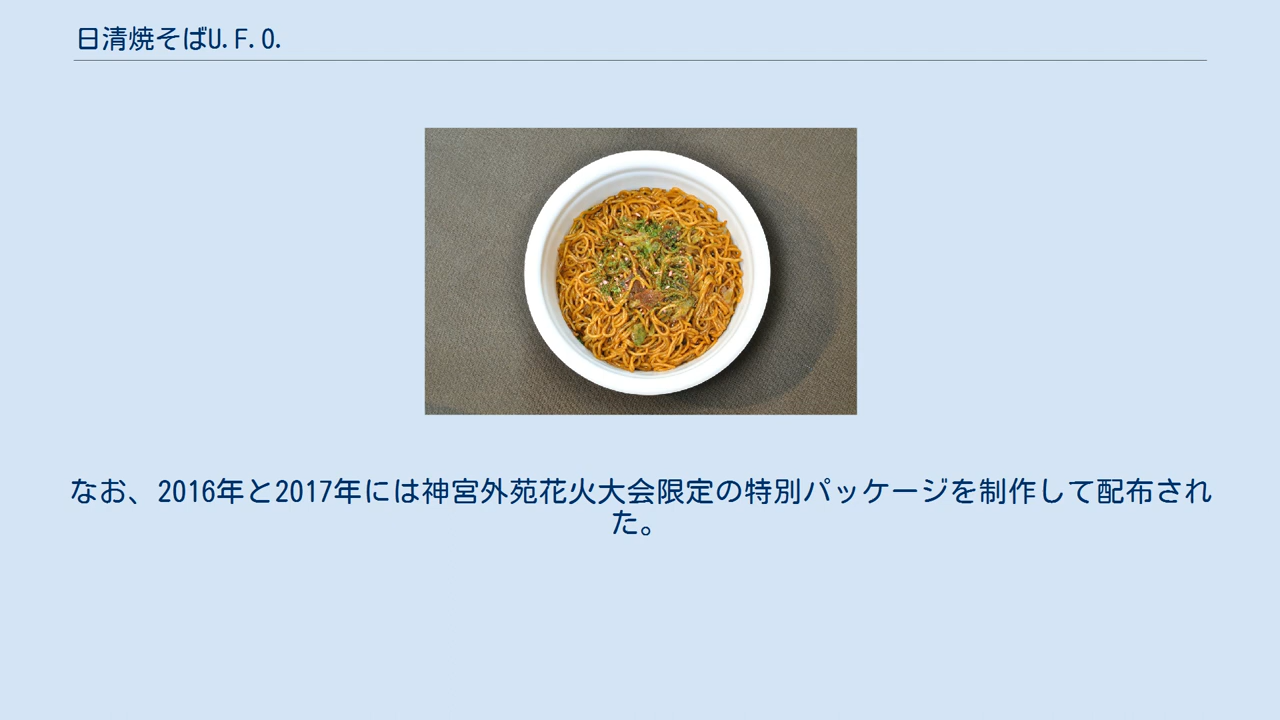 日清焼そばU.F.O.
なお、2016年と2017年には神宮外苑花火大会限定の特別パッケージを制作して配布され
た。